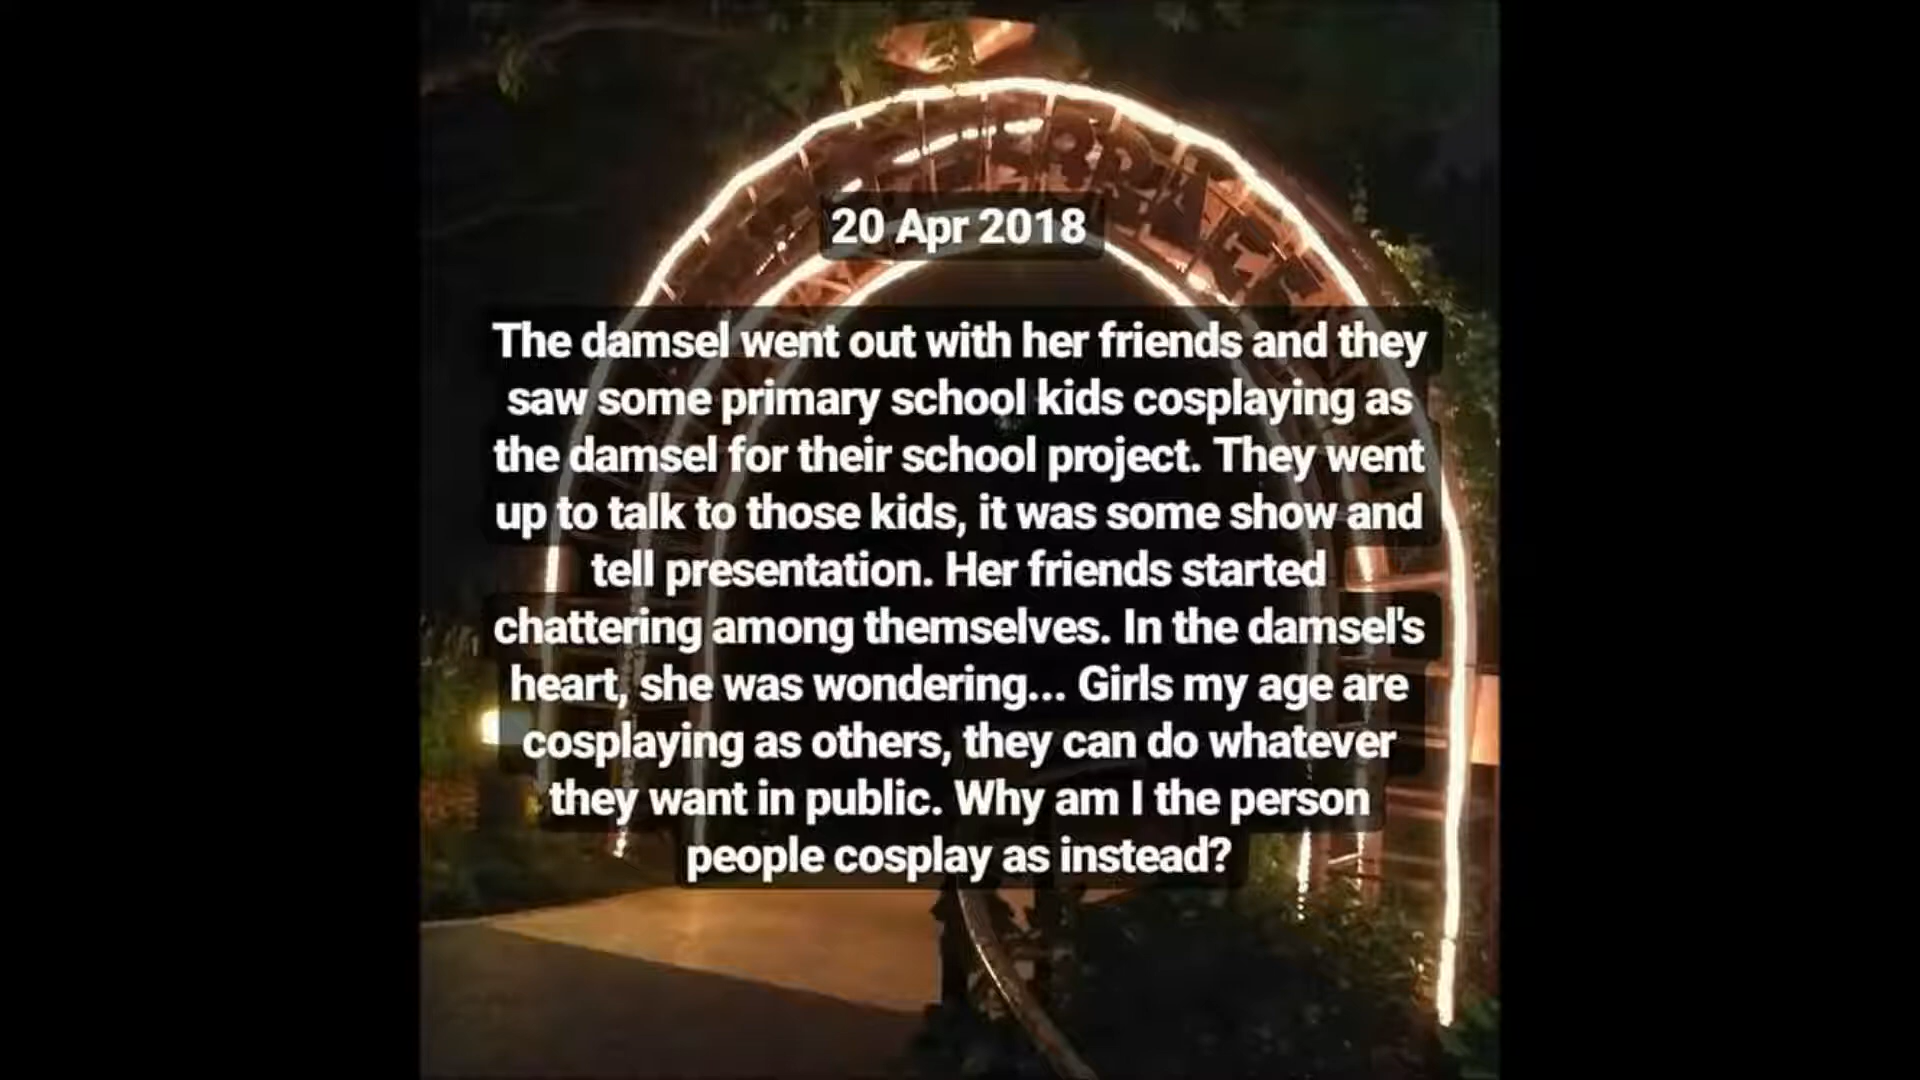 20 Apr 2018
The damsel went out with her friends and they
saw some primary school kids cosplaying as
the damsel for their school project. They went
up to talk to those kids, it was some show and
tell presentation. Her friends started
chattering among themselves. In the damsel's
heart, she was wondering... Girls my age are
cosplaying as others, they can do whatever
they want in public. Why am I the person
people cosplay as instead?